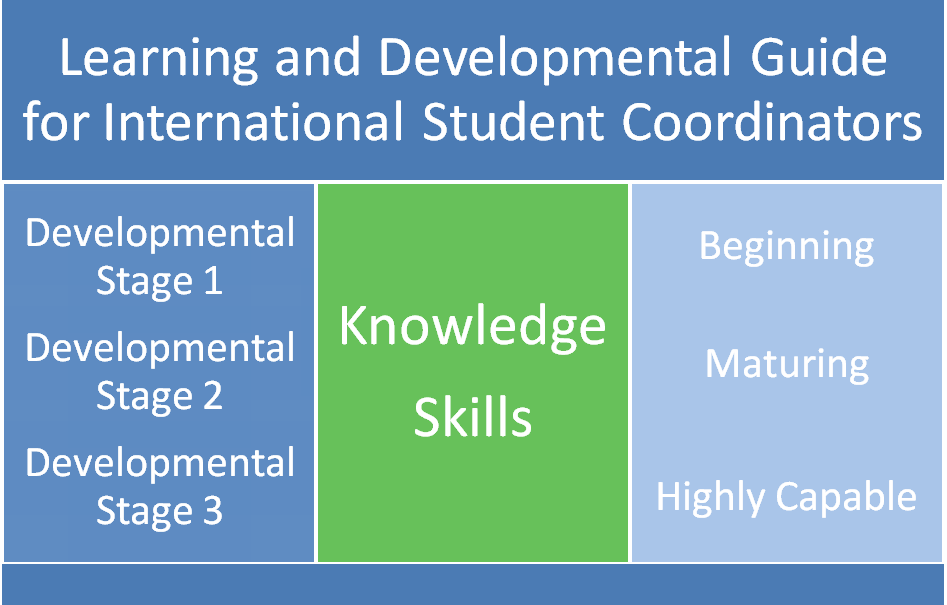 Learning and Developmental Guide
for International Student Coordinators
Developmental
Stage 1
Developmental
Stage 2
Developmental
Stage 3
Knowledge
Skills
Beginning
Maturing
Highly Capable